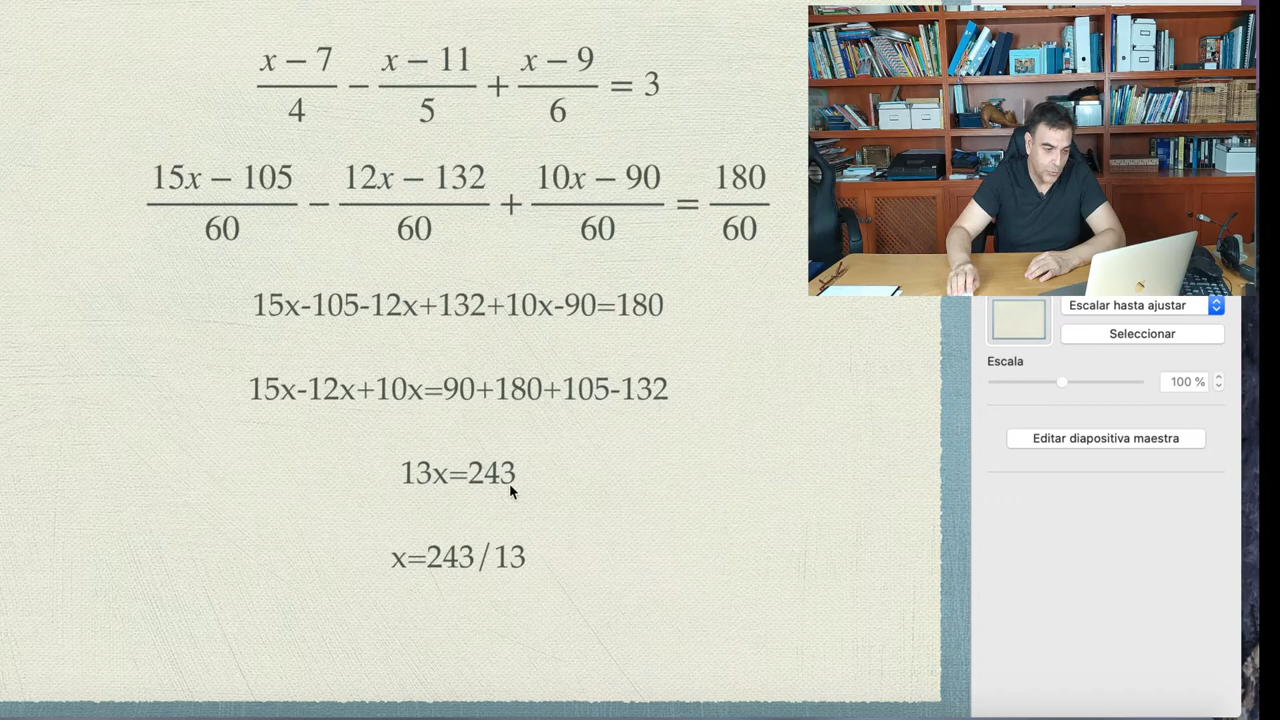 x − 7 / 4 − x − 11 / 5 + x − 9 / 6 = 3
15x − 105 / 60 − 12x − 132 / 60 + 10x − 90 / 60 = 180 / 60
15x-105-12x+132+10x-90=180
15x-12x+10x=90+180+105-132
13x=243
x=243/13
Escalar hasta ajustar
Seleccionar
Escala
100 %
Editar diapositiva maestra